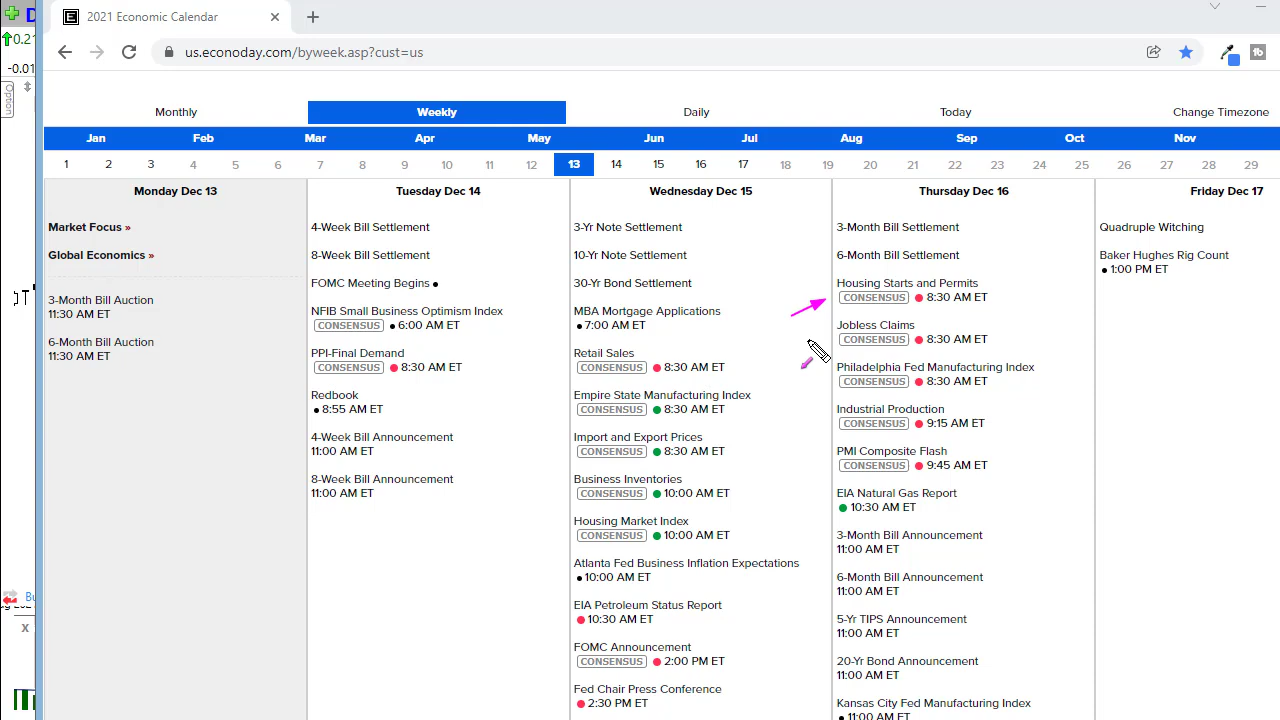 2021 Economic Calendar
0.21
-0.01
us.econoday.com/byweek.asp?cust=us
Option
Monthly Weekly Daily Today Change Timezone
Jan Feb Mar Apr May Jun Jul Aug Sep Oct Nov
1 2 3 4 5 6 7 8 9 10 11 12 13 14 15 16 17 18 19 20 21 22 23 24 25 26 27 28 29
Monday Dec 13
Market Focus »
Global Economics »
3-Month Bill Auction
11:30 AM ET
6-Month Bill Auction
11:30 AM ET
Tuesday Dec 14
4-Week Bill Settlement
8-Week Bill Settlement
FOMC Meeting Begins
NFIB Small Business Optimism Index
CONSENSUS 6:00 AM ET
PPI-Final Demand
CONSENSUS 8:30 AM ET
Redbook
8:55 AM ET
4-Week Bill Announcement
11:00 AM ET
8-Week Bill Announcement
11:00 AM ET
Wednesday Dec 15
3-Yr Note Settlement
10-Yr Note Settlement
30-Yr Bond Settlement
MBA Mortgage Applications
7:00 AM ET
Retail Sales
CONSENSUS 8:30 AM ET
Empire State Manufacturing Index
CONSENSUS 8:30 AM ET
Import and Export Prices
CONSENSUS 8:30 AM ET
Business Inventories
CONSENSUS 10:00 AM ET
Housing Market Index
CONSENSUS 10:00 AM ET
Atlanta Fed Business Inflation Expectations
10:00 AM ET
EIA Petroleum Status Report
10:30 AM ET
FOMC Announcement
CONSENSUS 2:00 PM ET
Fed Chair Press Conference
2:30 PM ET
Thursday Dec 16
3-Month Bill Settlement
6-Month Bill Settlement
Housing Starts and Permits
CONSENSUS 8:30 AM ET
Jobless Claims
CONSENSUS 8:30 AM ET
Philadelphia Fed Manufacturing Index
CONSENSUS 8:30 AM ET
Industrial Production
CONSENSUS 9:15 AM ET
PMI Composite Flash
CONSENSUS 9:45 AM ET
EIA Natural Gas Report
10:30 AM ET
3-Month Bill Announcement
11:00 AM ET
6-Month Bill Announcement
11:00 AM ET
5-Yr TIPS Announcement
11:00 AM ET
20-Yr Bond Announcement
11:00 AM ET
Kansas City Fed Manufacturing Index
11:00 AM ET
Friday Dec 17
Quadruple Witching
Baker Hughes Rig Count
1:00 PM ET